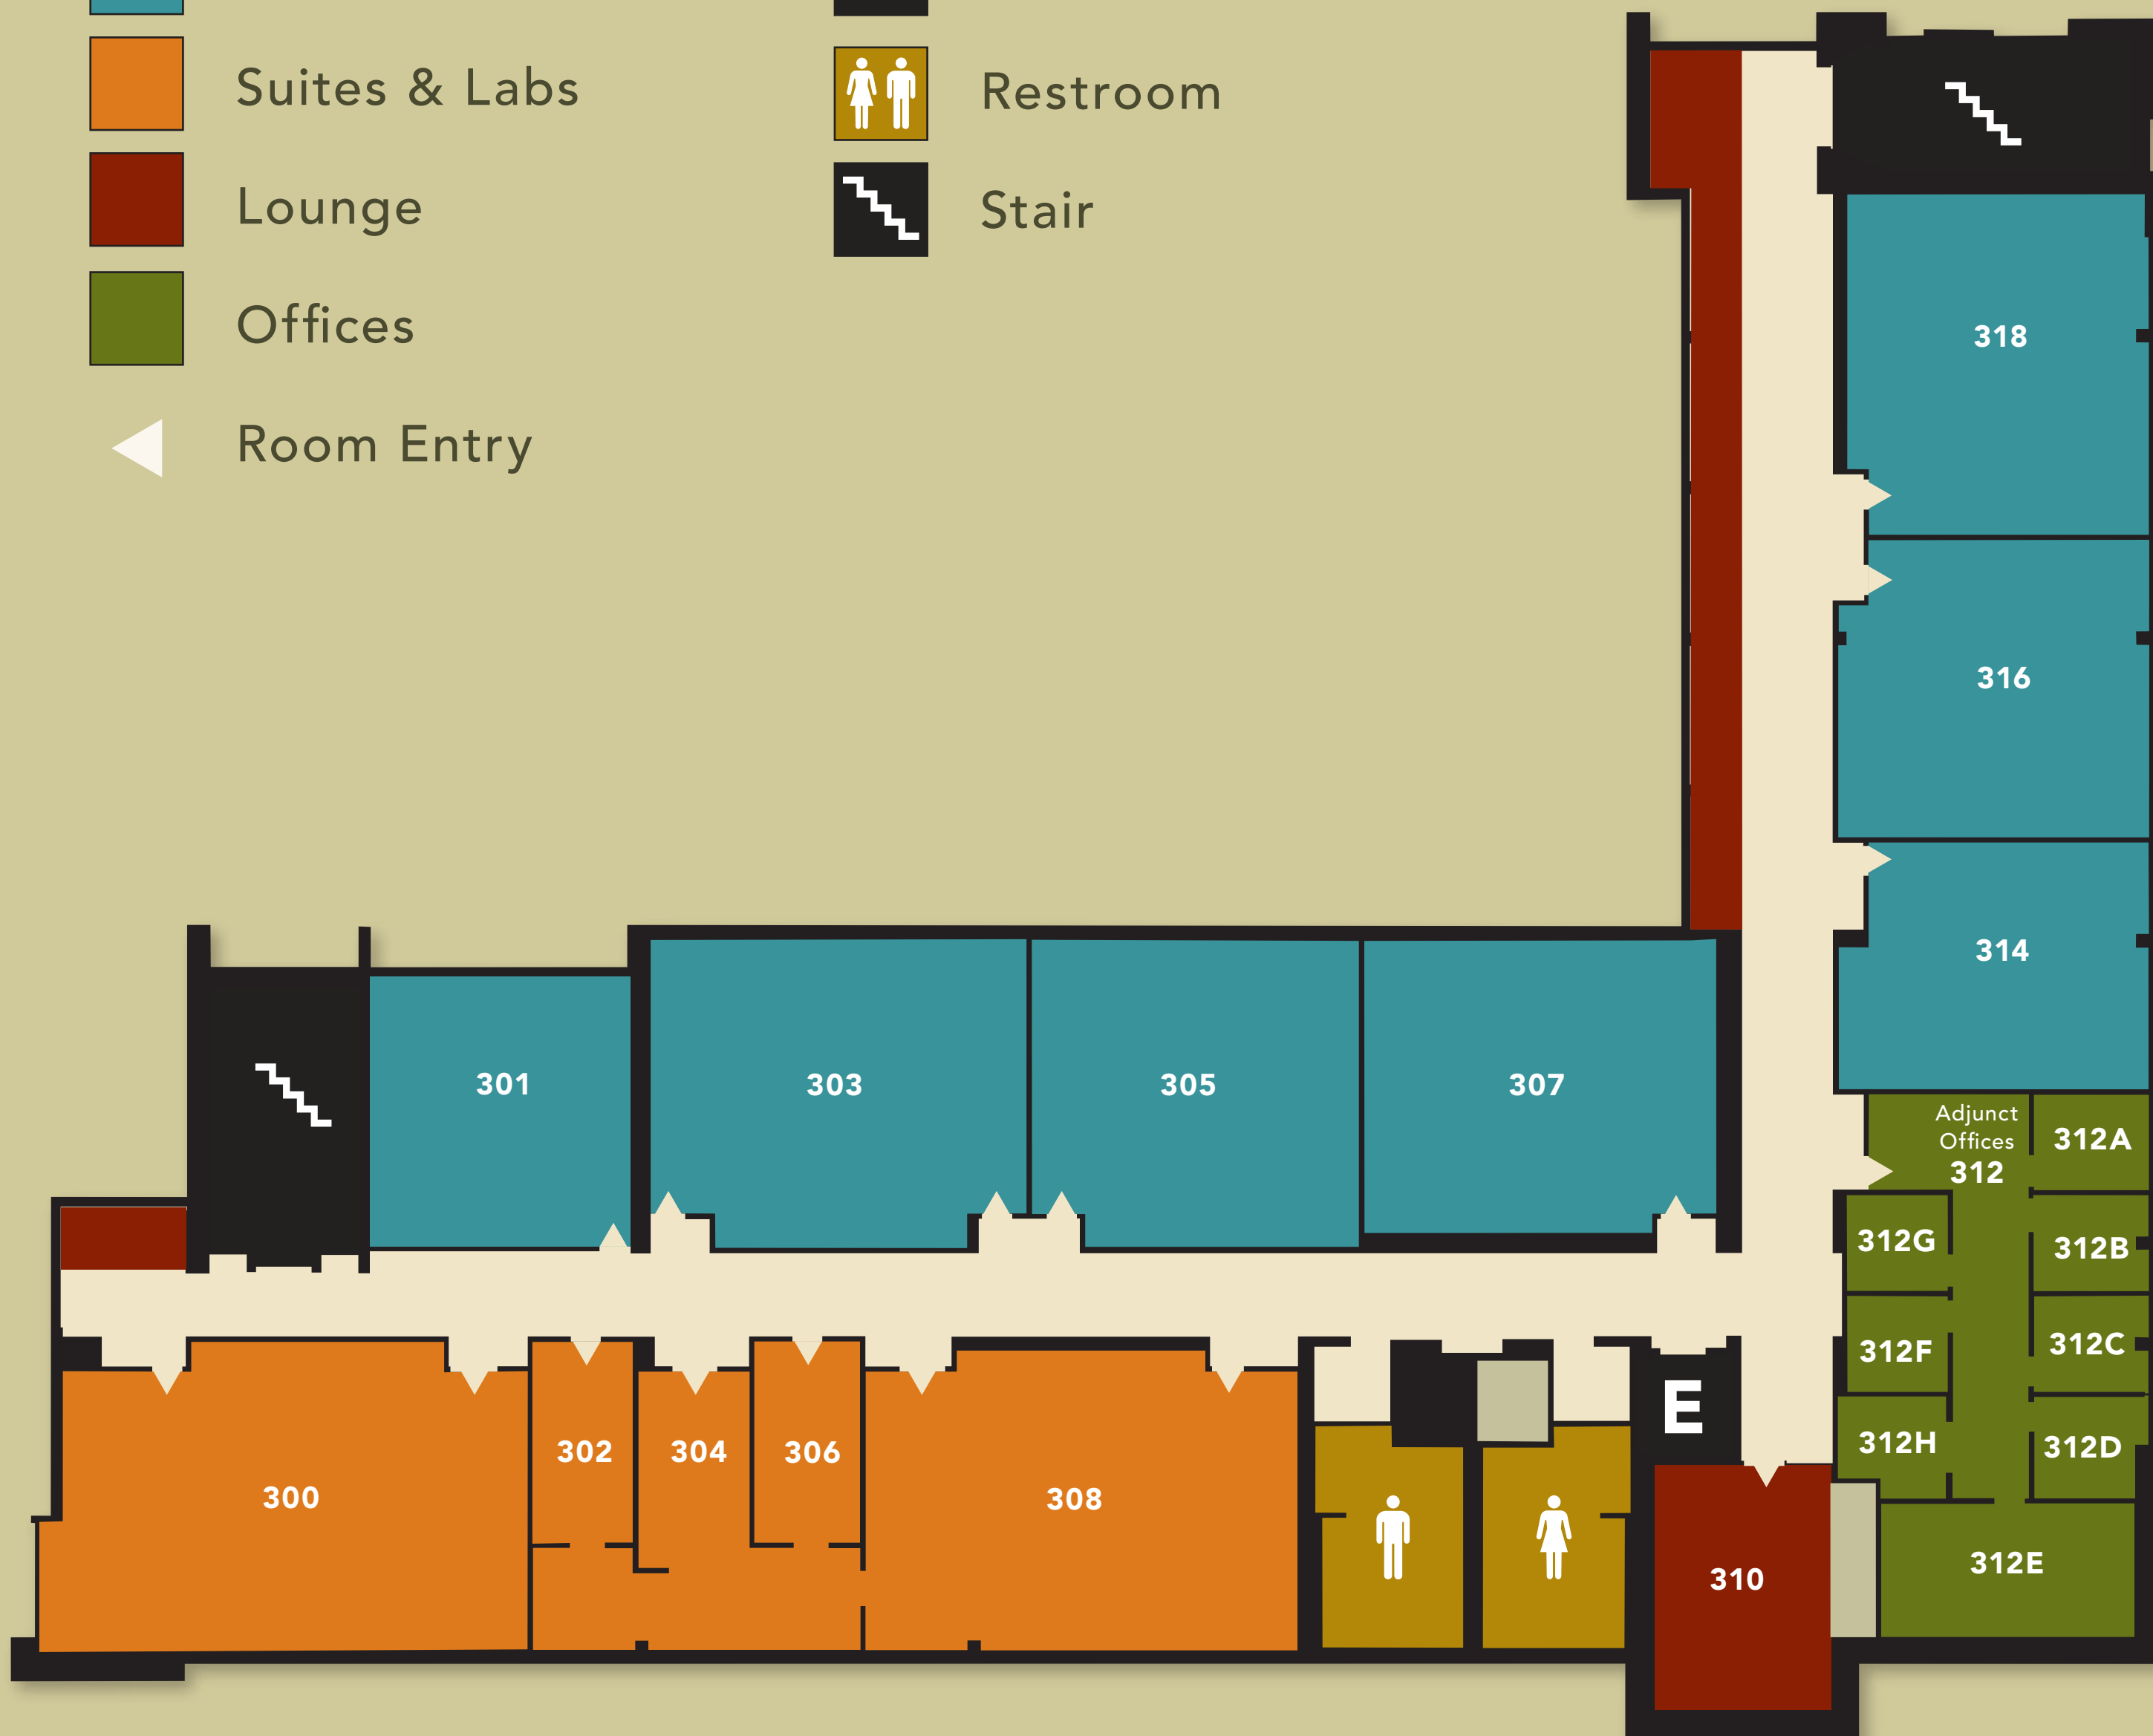 Suites & Labs
Restroom
Lounge
Stair
Offices
Room Entry
318
316
314
301
303
305
307
Adjunct
Offices
312
312A
312G
312B
312F
312C
312H
312D
312E
E
302
304
306
300
308
310